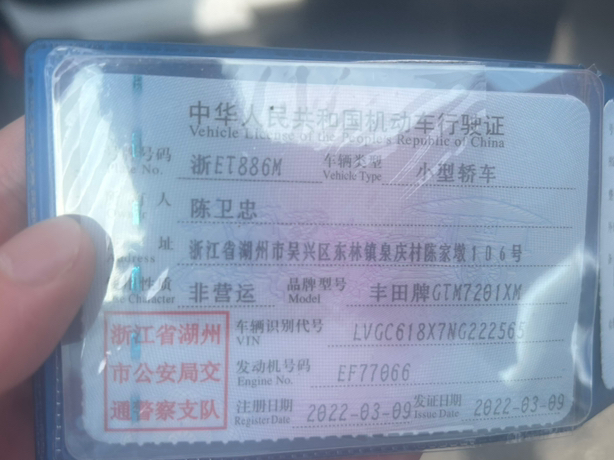 中华人民共和国机动车行驶证
Vehicle License of the People's Republic of China
号码 浙ET886M 车辆类型 小型轿车
No. Vehicle Type
人 陈卫忠
址 浙江省湖州市吴兴区东林镇泉庆村陈家墩106号
Address
性质 非营运 品牌型号 丰田牌GTM7201XM
Character Model
浙江省湖州
市公安局交
通警察支队
车辆识别代号 LVGC618X7NG222565
VIN
发动机号码 EF77066
Engine No.
注册日期 2022-03-09 发证日期 2022-03-09
Register Date Issue Date